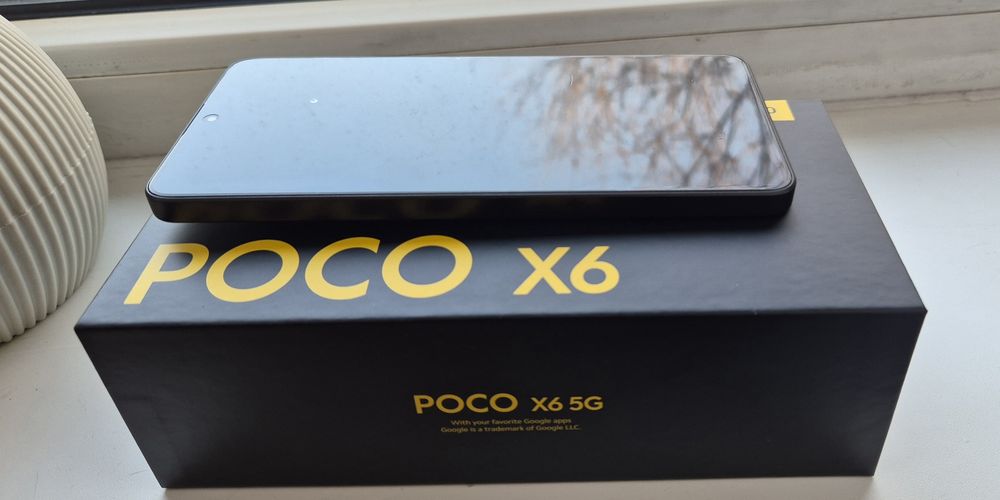 POCO X6
POCO X6 5G
With your favorite Google apps
Google is a trademark of Google LLC.